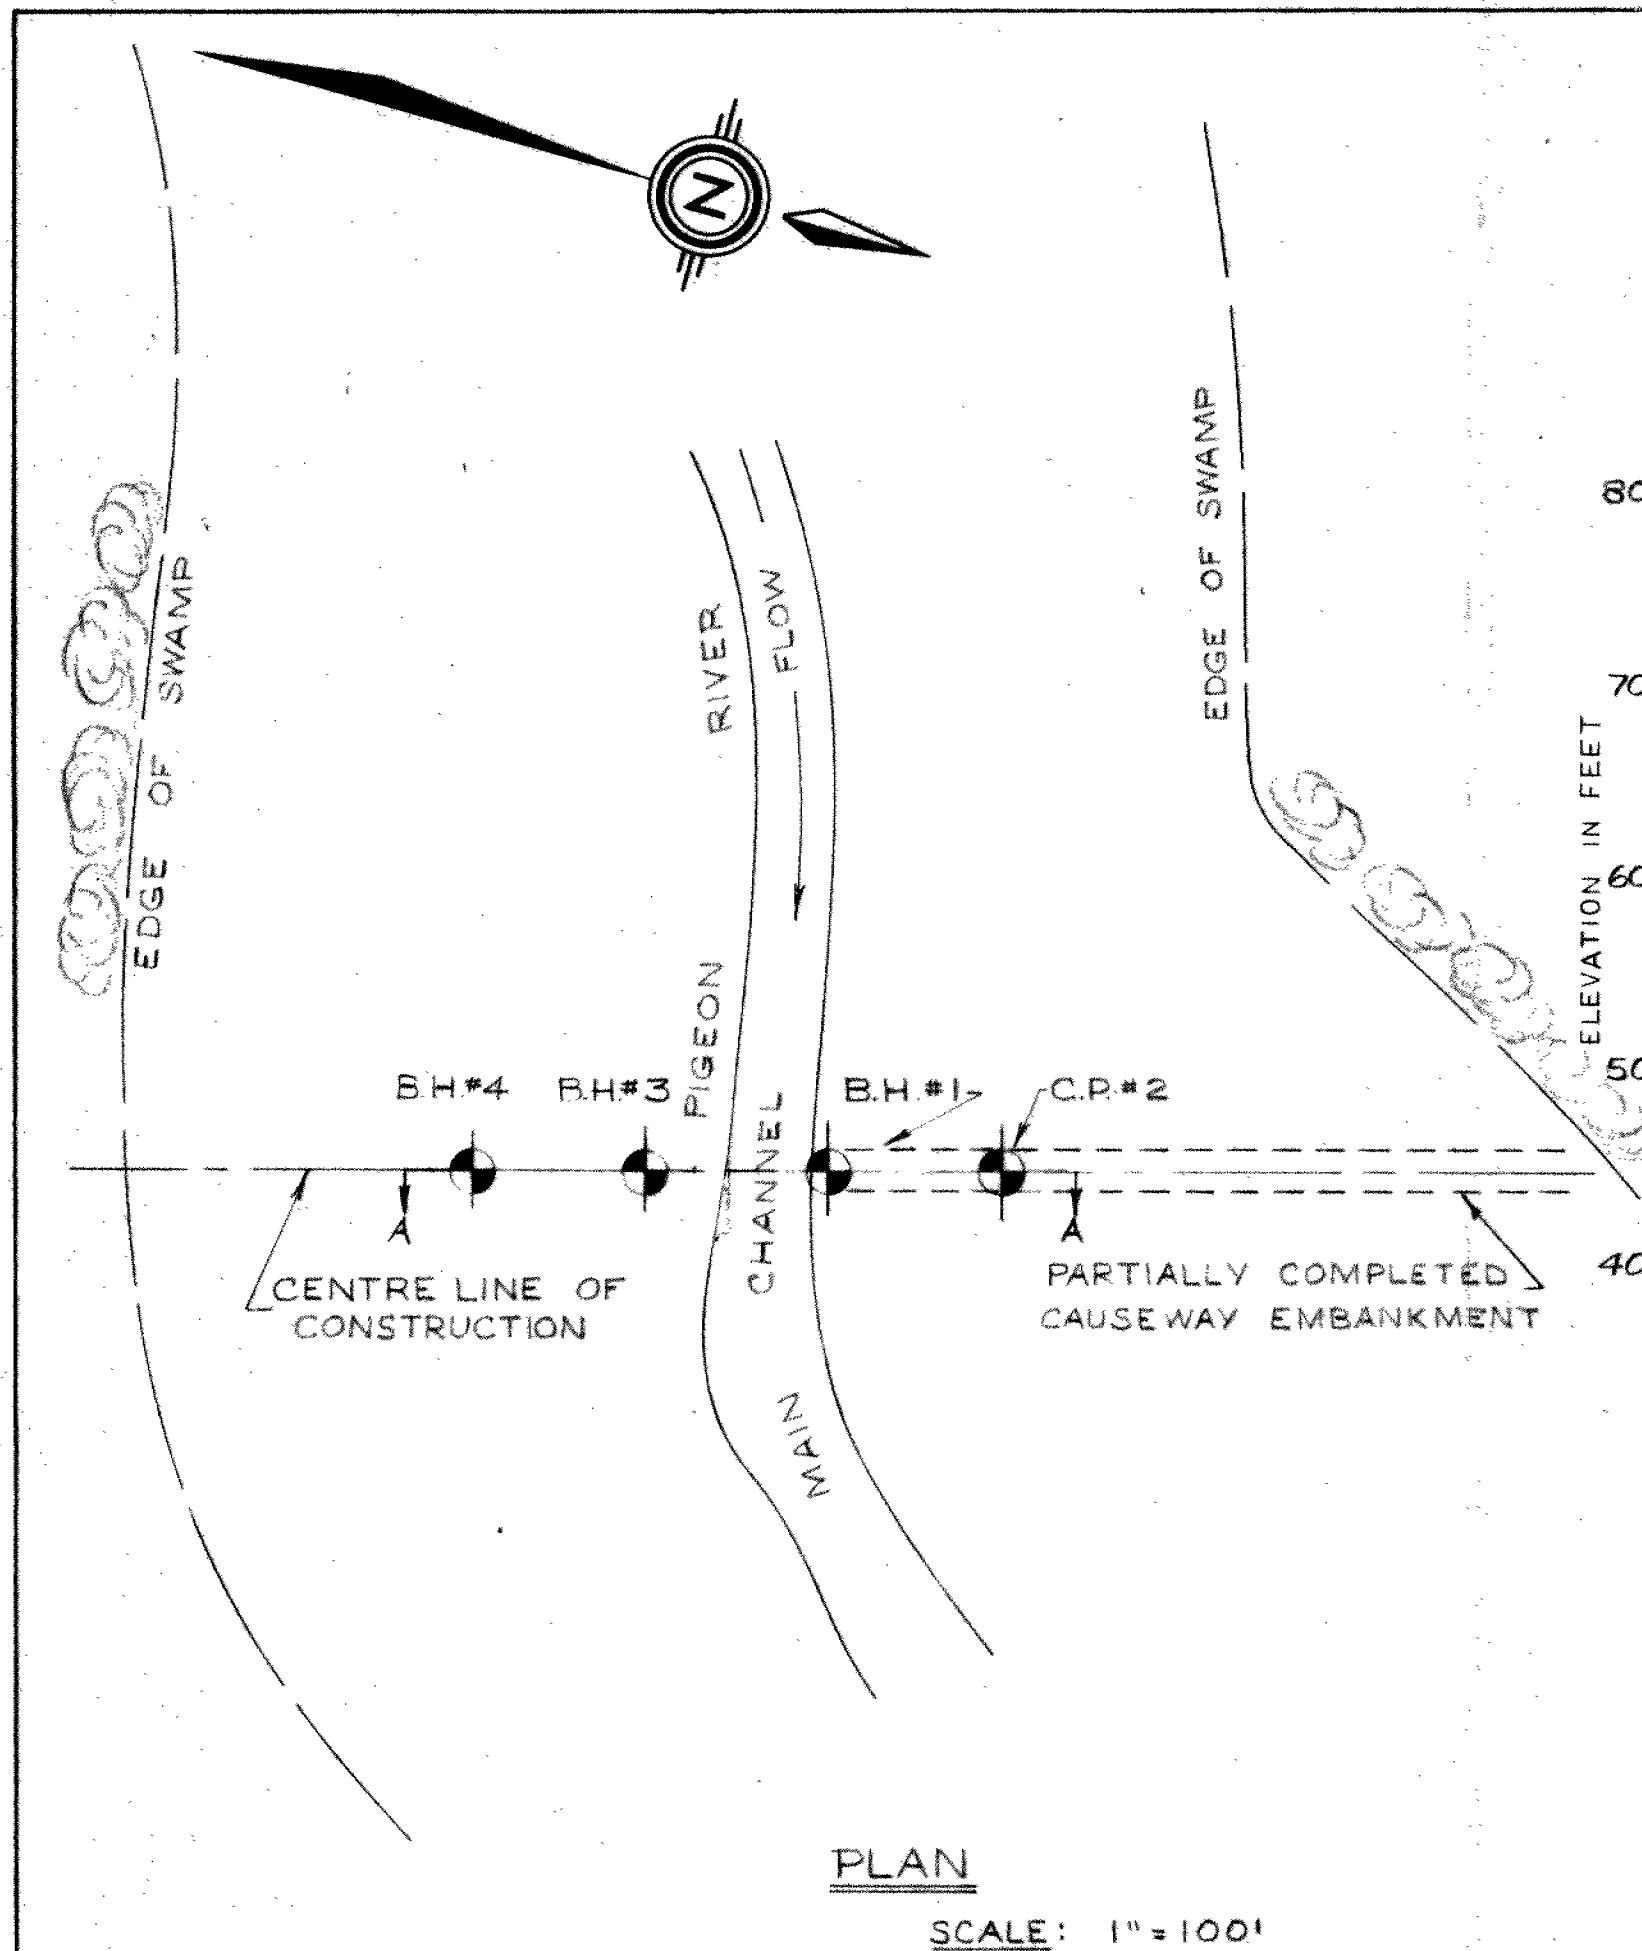 N
EDGE OF SWAMP
PIGEON RIVER
FLOW
EDGE OF SWAMP
80
70
60
50
40
ELEVATION IN FEET
B.H.#4
B.H.#3
B.H.#1
C.P.#2
A
A
MAIN CHANNEL
CENTRE LINE OF
CONSTRUCTION
PARTIALLY COMPLETED
CAUSEWAY EMBANKMENT
PLAN
SCALE: 1" = 100'